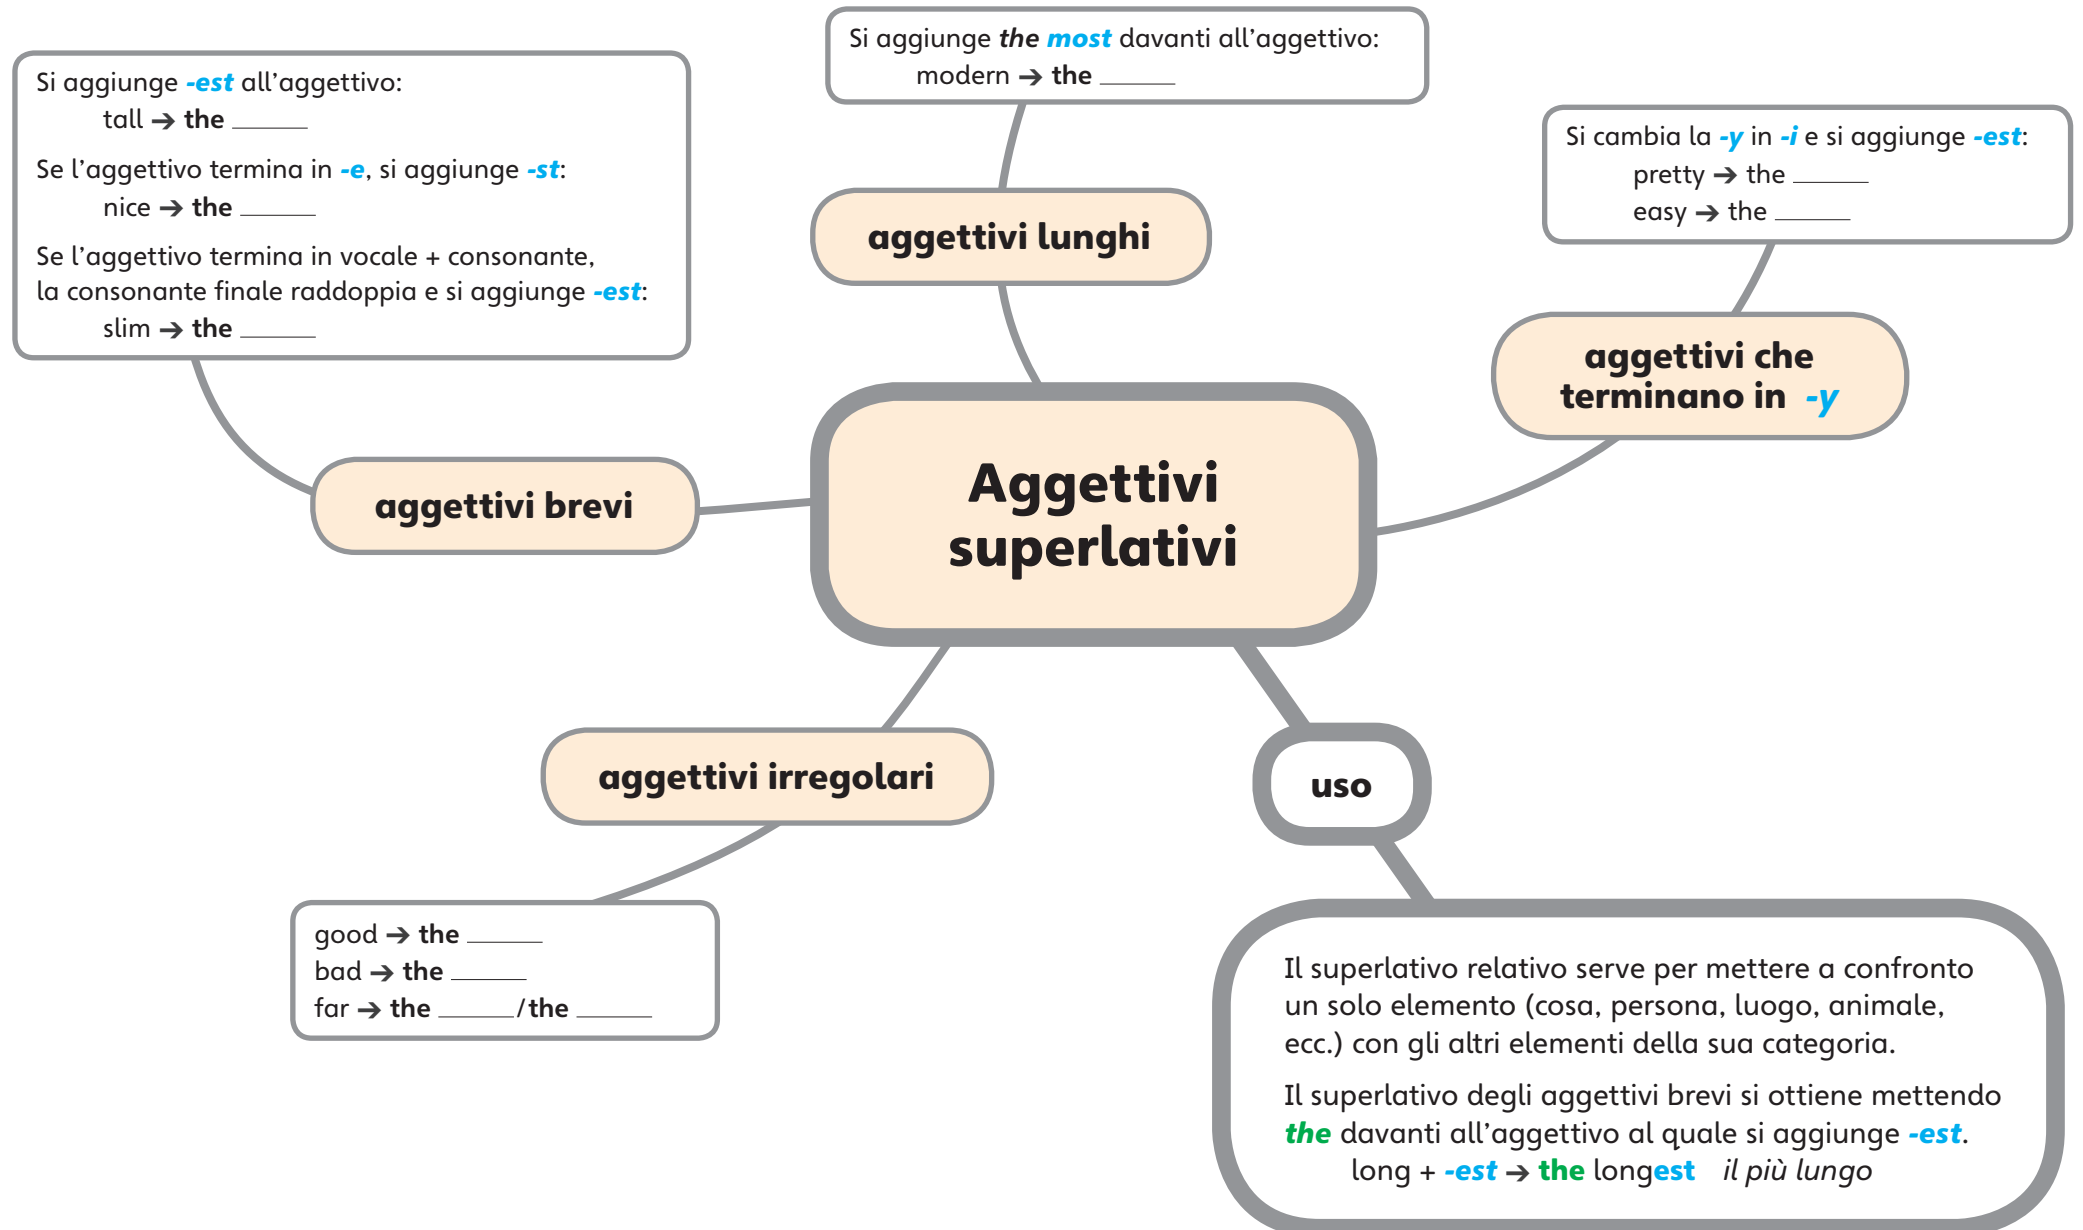 Si aggiunge -est all'aggettivo:
tall → the ______
Se l'aggettivo termina in -e, si aggiunge -st:
nice → the ______
Se l'aggettivo termina in vocale + consonante,
la consonante finale raddoppia e si aggiunge -est:
slim → the ______
aggettivi brevi
Si aggiunge the most davanti all'aggettivo:
modern → the ______
aggettivi lunghi
Si cambia la -y in -i e si aggiunge -est:
pretty → the ______
easy → the ______
aggettivi che
terminano in -y
Aggettivi
superlativi
aggettivi irregolari
good → the ______
bad → the ______
far → the ______/the ______
uso
Il superlativo relativo serve per mettere a confronto
un solo elemento (cosa, persona, luogo, animale,
ecc.) con gli altri elementi della sua categoria.
Il superlativo degli aggettivi brevi si ottiene mettendo
the davanti all'aggettivo al quale si aggiunge -est.
long + -est → the longest il più lungo